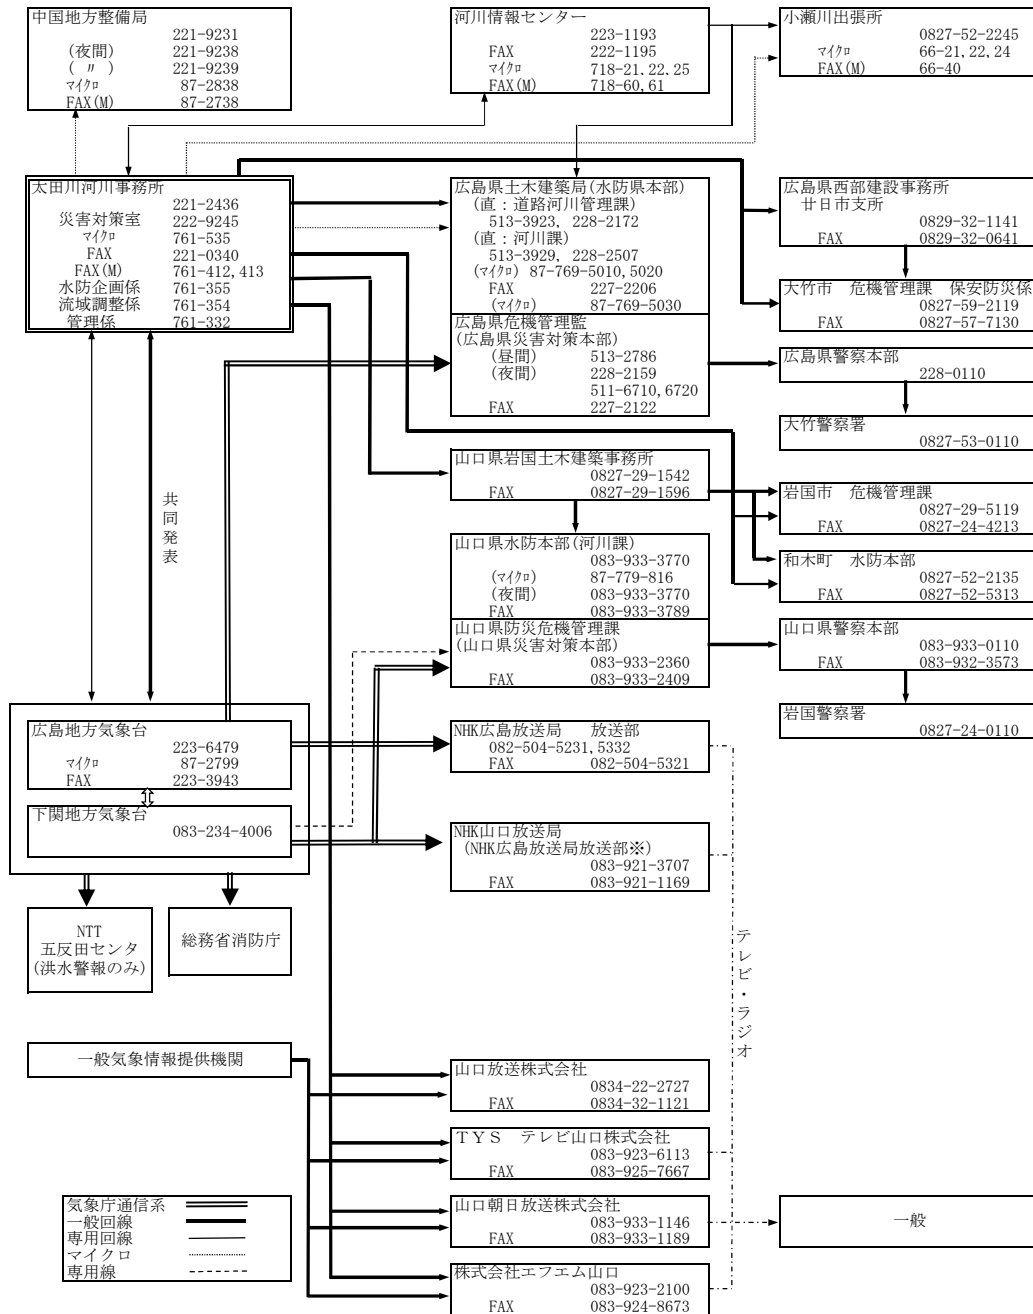 中国地方整備局
221-9231
(夜間) 221-9238
( 〃 ) 221-9239
マイクロ 87-2838
FAX(M) 87-2738
河川情報センター
223-1193
FAX 222-1195
マイクロ 718-21,22,25
FAX(M) 718-60,61
小瀬川出張所
0827-52-2245
マイクロ 66-21,22,24
FAX(M) 66-40
太田川河川事務所
221-2436
災害対策室 222-9245
マイクロ 761-535
FAX 221-0340
FAX(M) 761-412,413
水防企画係 761-355
流域調整係 761-354
管理係 761-332
広島県土木建築局(水防県本部)
(直：道路河川管理課)
513-3923, 228-2172
(直：河川課)
513-3929, 228-2507
(マイクロ) 87-769-5010,5020
FAX 227-2206
(マイクロ) 87-769-5030
広島県危機管理監
(広島県災害対策本部)
(昼間) 513-2786
(夜間) 228-2159
511-6710,6720
FAX 227-2122
広島県西部建設事務所
廿日市支所
0829-32-1141
FAX 0829-32-0641
大竹市 危機管理課 保安防災係
0827-59-2119
FAX 0827-57-7130
広島県警察本部
228-0110
大竹警察署
0827-53-0110
山口県岩国土木建築事務所
0827-29-1542
FAX 0827-29-1596
岩国市 危機管理課
0827-29-5119
FAX 0827-24-4213
共同発表
山口県水防本部(河川課)
083-933-3770
(マイクロ) 87-779-816
(夜間) 083-933-3770
FAX 083-933-3789
山口県防災危機管理課
(山口県災害対策本部)
083-933-2360
FAX 083-933-2409
和木町 水防本部
0827-52-2135
FAX 0827-52-5313
山口県警察本部
083-933-0110
FAX 083-932-3573
岩国警察署
0827-24-0110
広島地方気象台
223-6479
マイクロ 87-2799
FAX 223-3943
下関地方気象台
083-234-4006
NHK広島放送局 放送部
082-504-5231,5332
FAX 082-504-5321
NHK山口放送局
(NHK広島放送局放送部※)
083-921-3707
FAX 083-921-1169
NTT
五反田センタ
(洪水警報のみ)
総務省消防庁
テレビ・ラジオ
一般気象情報提供機関
山口放送株式会社
0834-22-2727
FAX 0834-32-1121
ＴＹＳ テレビ山口株式会社
083-923-6113
FAX 083-925-7667
山口朝日放送株式会社
083-933-1146
FAX 083-933-1189
株式会社エフエム山口
083-923-2100
FAX 083-924-8673
一般
気象庁通信系
一般回線
専用回線
マイクロ
専用線